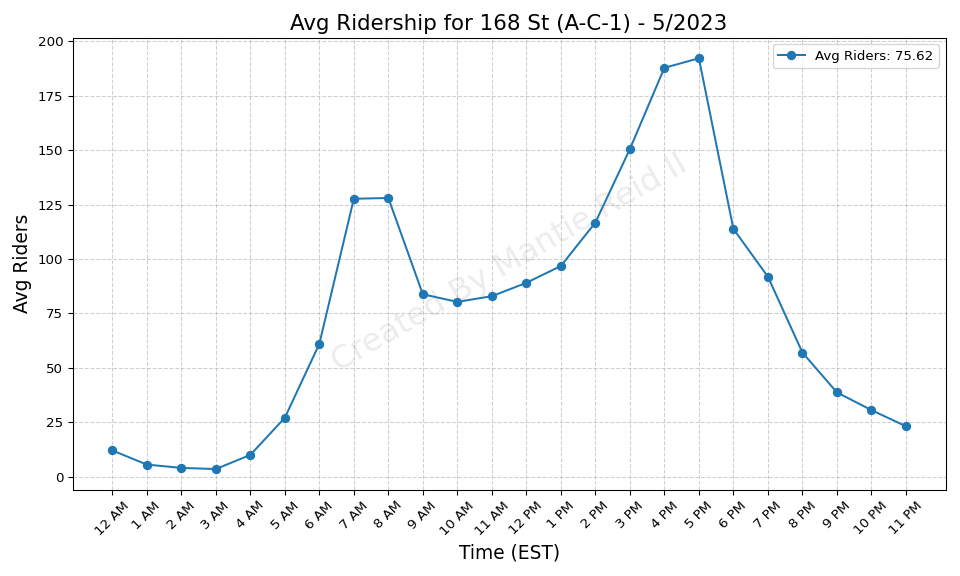 Avg Ridership for 168 St (A-C-1) - 5/2023
Avg Riders: 75.62
200
175
150
125
100
75
50
25
0
Avg Riders
Created By Mantle Reid II
12 AM
1 AM
2 AM
3 AM
4 AM
5 AM
6 AM
7 AM
8 AM
9 AM
10 AM
11 AM
12 PM
1 PM
2 PM
3 PM
4 PM
5 PM
6 PM
7 PM
8 PM
9 PM
10 PM
11 PM
Time (EST)